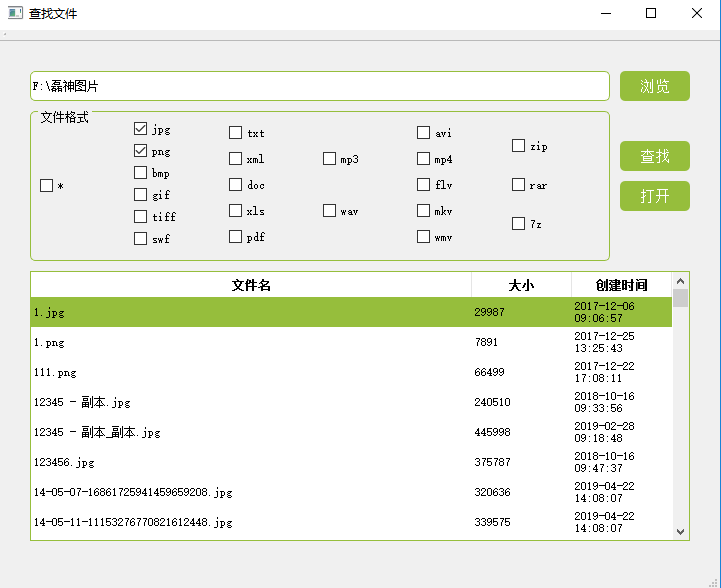 查找文件
F:\磊神图片
浏览
文件格式
*
jpg
png
bmp
gif
tiff
swf
txt
xml
doc
xls
pdf
mp3
wav
avi
mp4
flv
mkv
wmv
zip
rar
7z
查找
打开
文件名 大小 创建时间
1.jpg 29987 2017-12-06
09:06:57
1.png 7891 2017-12-25
13:25:43
111.png 66499 2017-12-22
17:08:11
12345 - 副本.jpg 240510 2018-10-16
09:33:56
12345 - 副本_副本.jpg 445998 2019-02-28
09:18:48
123456.jpg 375787 2018-10-16
09:47:37
14-05-07-16861725941459659208.jpg 320636 2019-04-22
14:08:07
14-05-11-11153276770821612448.jpg 339575 2019-04-22
14:08:07